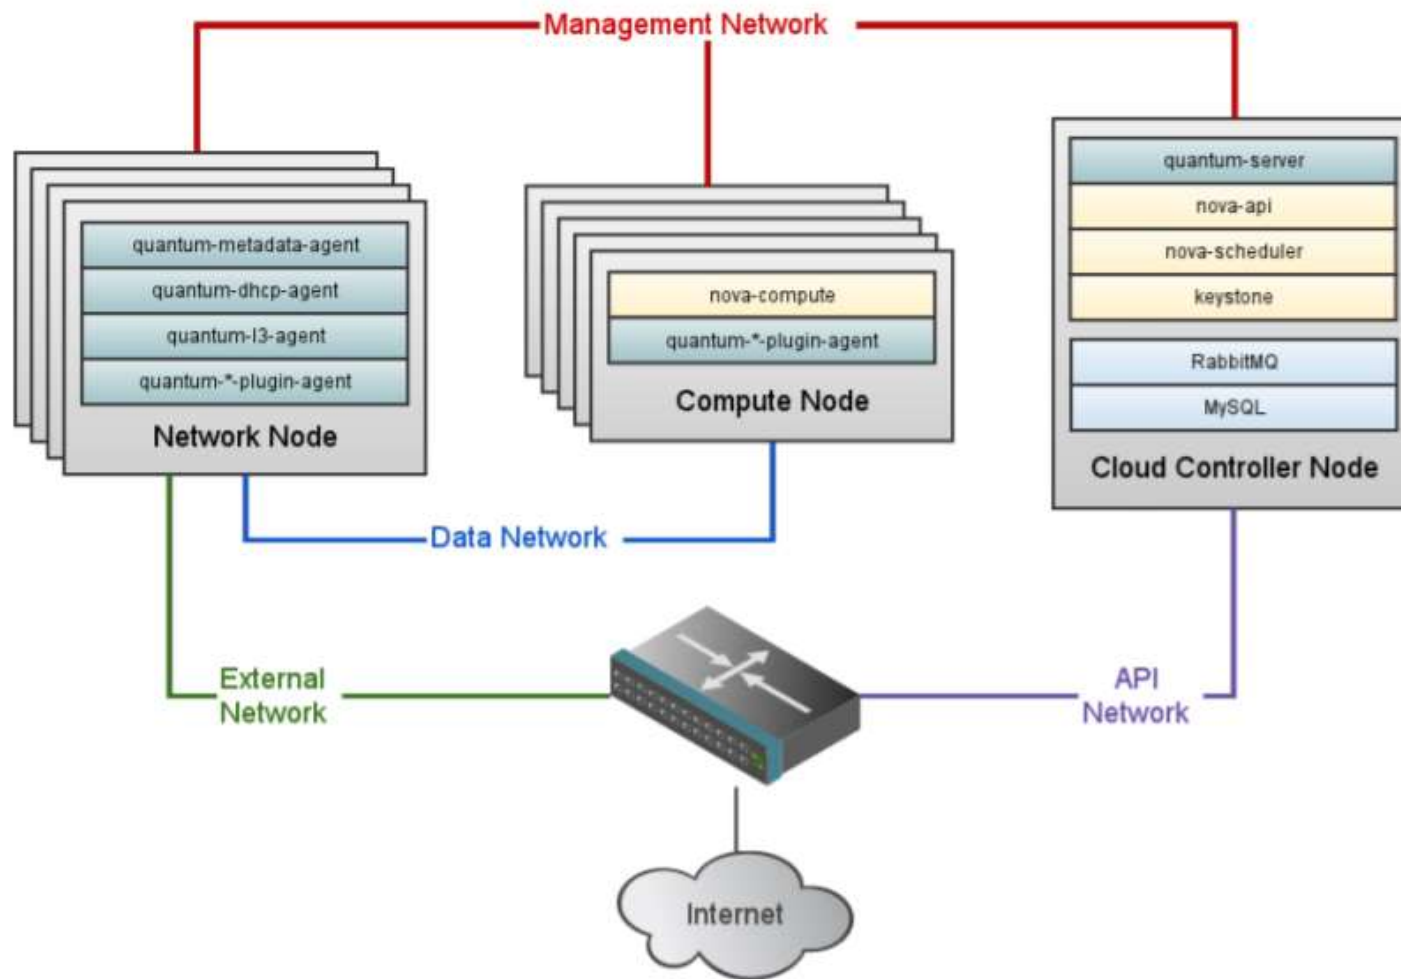 Management Network
quantum-metadata-agent
quantum-dhcp-agent
quantum-l3-agent
quantum-*-plugin-agent
Network Node
nova-compute
quantum-*-plugin-agent
Compute Node
quantum-server
nova-api
nova-scheduler
keystone
RabbitMQ
MySQL
Cloud Controller Node
Data Network
External
Network
API
Network
Internet